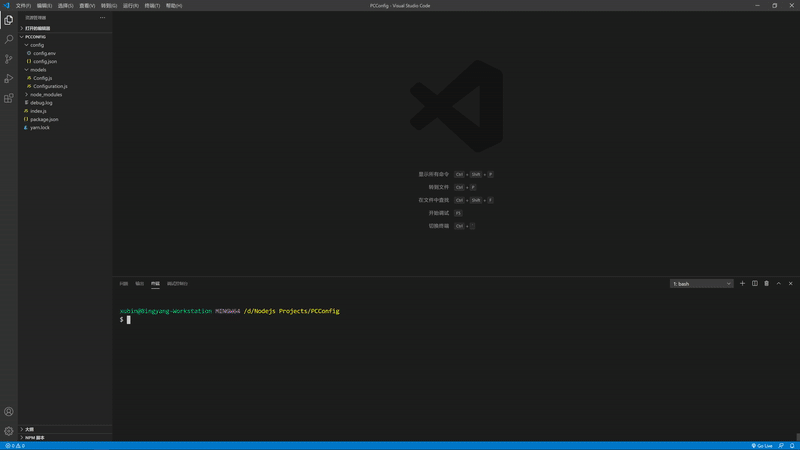 文件(F) 编辑(E) 选择(S) 查看(V) 转到(G) 运行(R) 终端(T) 帮助(H)
PCConfig - Visual Studio Code
资源管理器
打开的编辑器
PCCONFIG
config
config.env
config.json
models
Config.js
Configuration.js
node_modules
debug.log
index.js
package.json
yarn.lock
大纲
NPM 脚本
显示所有命令 Ctrl + Shift + P
转到文件 Ctrl + P
在文件中查找 Ctrl + Shift + F
开始调试 F5
切换终端 Ctrl + `
问题 输出 终端 调试控制台
1: bash
xubin@Dingyang-Workstation MINGW64 /d/Nodejs Projects/PCConfig
$
0 0
Go Live